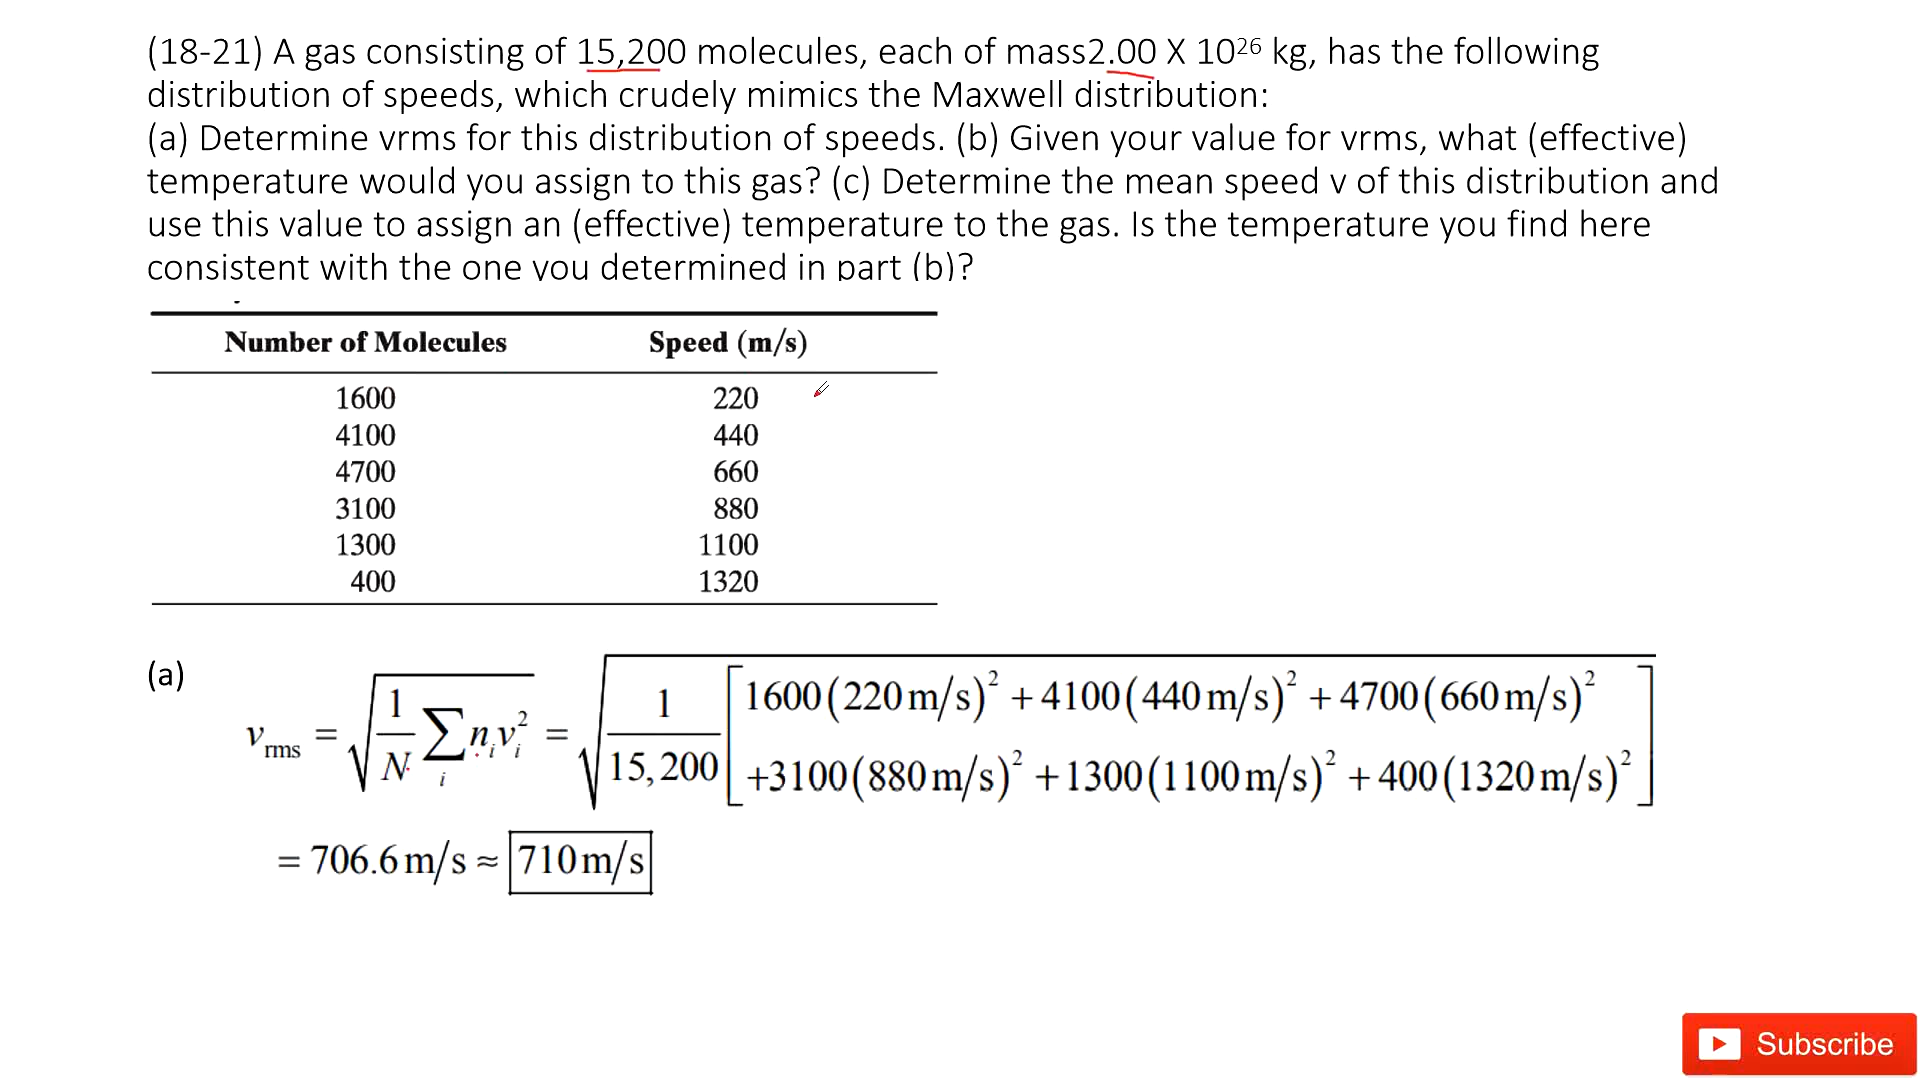 (18-21) A gas consisting of 15,200 molecules, each of mass2.00 X 10²⁶ kg, has the following
distribution of speeds, which crudely mimics the Maxwell distribution:
(a) Determine vrms for this distribution of speeds. (b) Given your value for vrms, what (effective)
temperature would you assign to this gas? (c) Determine the mean speed v of this distribution and
use this value to assign an (effective) temperature to the gas. Is the temperature you find here
consistent with the one you determined in part (b)?
Number of Molecules Speed (m/s)
1600 220
4100 440
4700 660
3100 880
1300 1100
400 1320
(a)
v_rms = √(1/N ∑_i n_i v_i²) = √(1/15,200 [1600(220 m/s)² + 4100(440 m/s)² + 4700(660 m/s)²
+3100(880 m/s)² + 1300(1100 m/s)² + 400(1320 m/s)²])
= 706.6 m/s ≈ 710 m/s
Subscribe